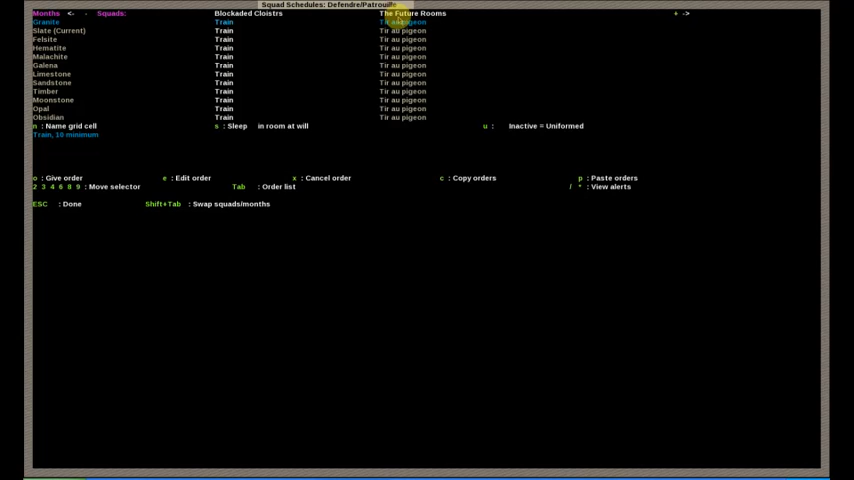 Squad Schedules: Defendre/Patrouille
Months <- - Squads: Blockaded Cloistrs The Future Rooms + ->
Granite Train Tir au pigeon
Slate (Current) Train Tir au pigeon
Felsite Train Tir au pigeon
Hematite Train Tir au pigeon
Malachite Train Tir au pigeon
Galena Train Tir au pigeon
Limestone Train Tir au pigeon
Sandstone Train Tir au pigeon
Timber Train Tir au pigeon
Moonstone Train Tir au pigeon
Opal Train Tir au pigeon
Obsidian Train Tir au pigeon
n : Name grid cell s : Sleep in room at will u : Inactive = Uniformed
Train, 10 minimum
o : Give order e : Edit order x : Cancel order c : Copy orders p : Paste orders
2 3 4 6 8 9 : Move selector Tab : Order list / * : View alerts
ESC : Done Shift+Tab : Swap squads/months